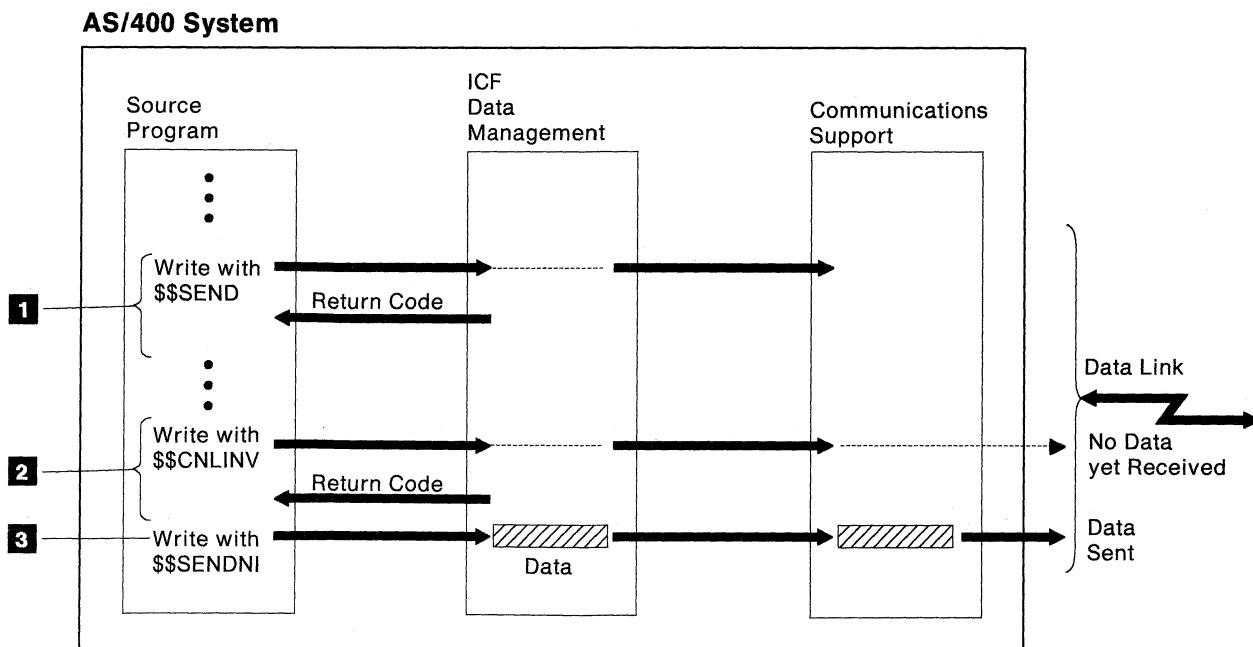 AS/400 System
Source
Program
ICF
Data
Management
Communications
Support
1
Write with
$$SEND
Return Code
Data Link
2
Write with
$$CNLINV
Return Code
No Data
yet Received
3
Write with
$$SENDNI
Data
Data
Sent